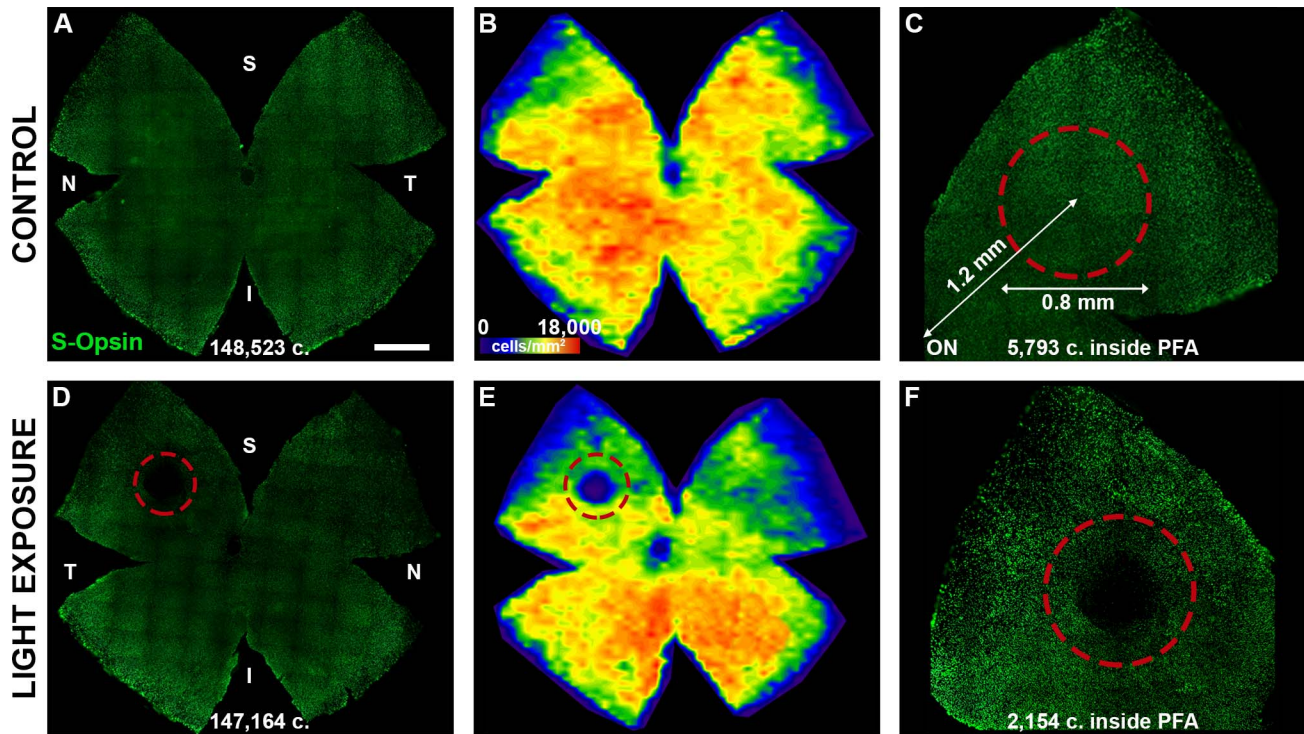 CONTROL
A
S
N
T
I
S-Opsin
148,523 c.
B
0 18,000
cells/mm²
C
1.2 mm
0.8 mm
ON
5,793 c. inside PFA
LIGHT EXPOSURE
D
S
T
N
I
147,164 c.
E
F
2,154 c. inside PFA